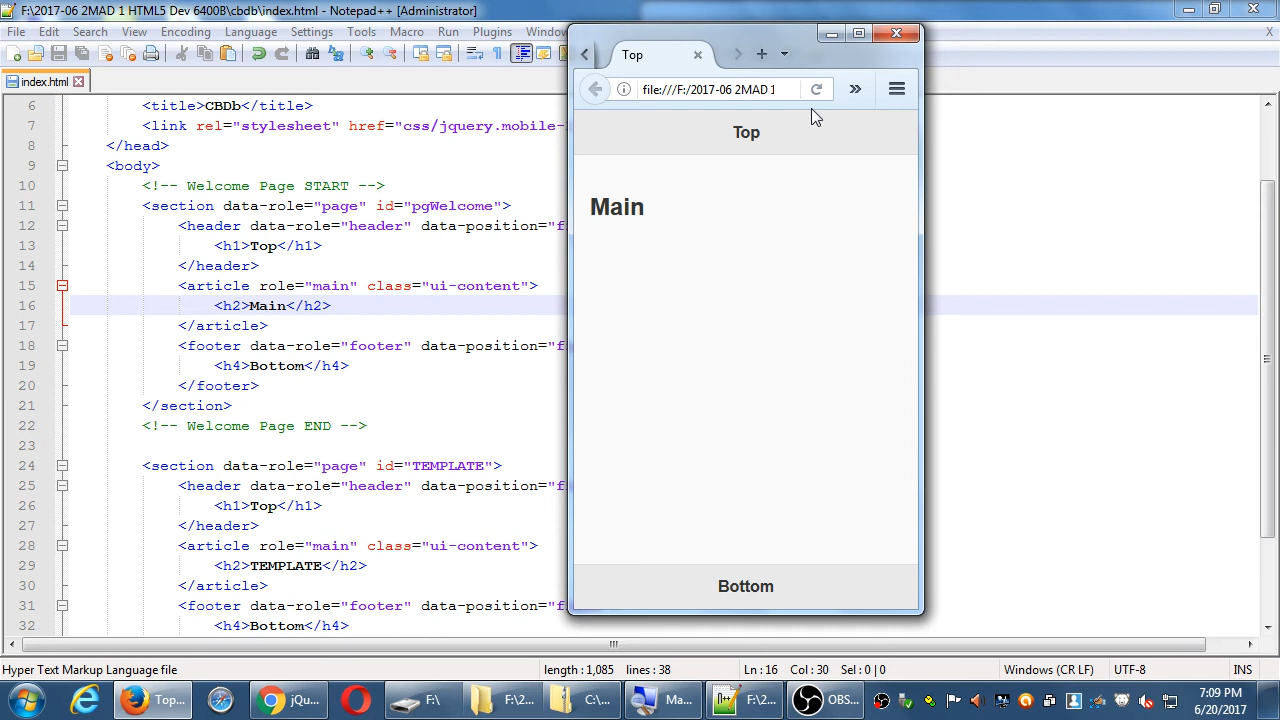 F:\2017-06 2MAD 1 HTML5 Dev 6400B\cbdb\index.html - Notepad++ [Administrator]
File Edit Search View Encoding Language Settings Tools Macro Run Plugins Window
X
index.html
6 <title>CBDb</title>
7 <link rel="stylesheet" href="css/jquery.mobile-
8 </head>
9 <body>
10 <!-- Welcome Page START -->
11 <section data-role="page" id="pgWelcome">
12 <header data-role="header" data-position="f
13 <h1>Top</h1>
14 </header>
15 <article role="main" class="ui-content">
16 <h2>Main</h2>
17 </article>
18 <footer data-role="footer" data-position="f
19 <h4>Bottom</h4>
20 </footer>
21 </section>
22 <!-- Welcome Page END -->
23
24 <section data-role="page" id="TEMPLATE">
25 <header data-role="header" data-position="f
26 <h1>Top</h1>
27 </header>
28 <article role="main" class="ui-content">
29 <h2>TEMPLATE</h2>
30 </article>
31 <footer data-role="footer" data-position="f
32 <h4>Bottom</h4>
Top
file:///F:/2017-06 2MAD 1
Top
Main
Bottom
Hyper Text Markup Language file length : 1,085 lines : 38 Ln : 16 Col : 30 Sel : 0 | 0 Windows (CR LF) UTF-8 INS
Top... jQu... F:\ F:\2... C:\... Ma... F:\2... OBS... 7:09 PM
6/20/2017